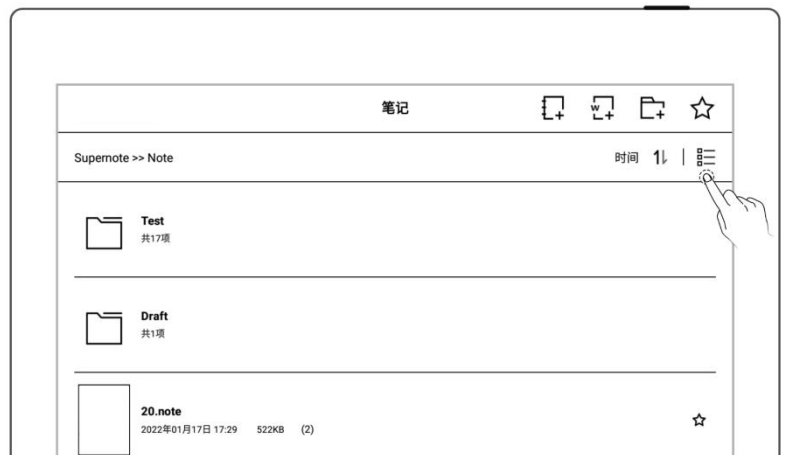 笔记
Supernote >> Note
时间
Test
共17项
Draft
共1项
20.note
2022年01月17日 17:29 522KB (2)